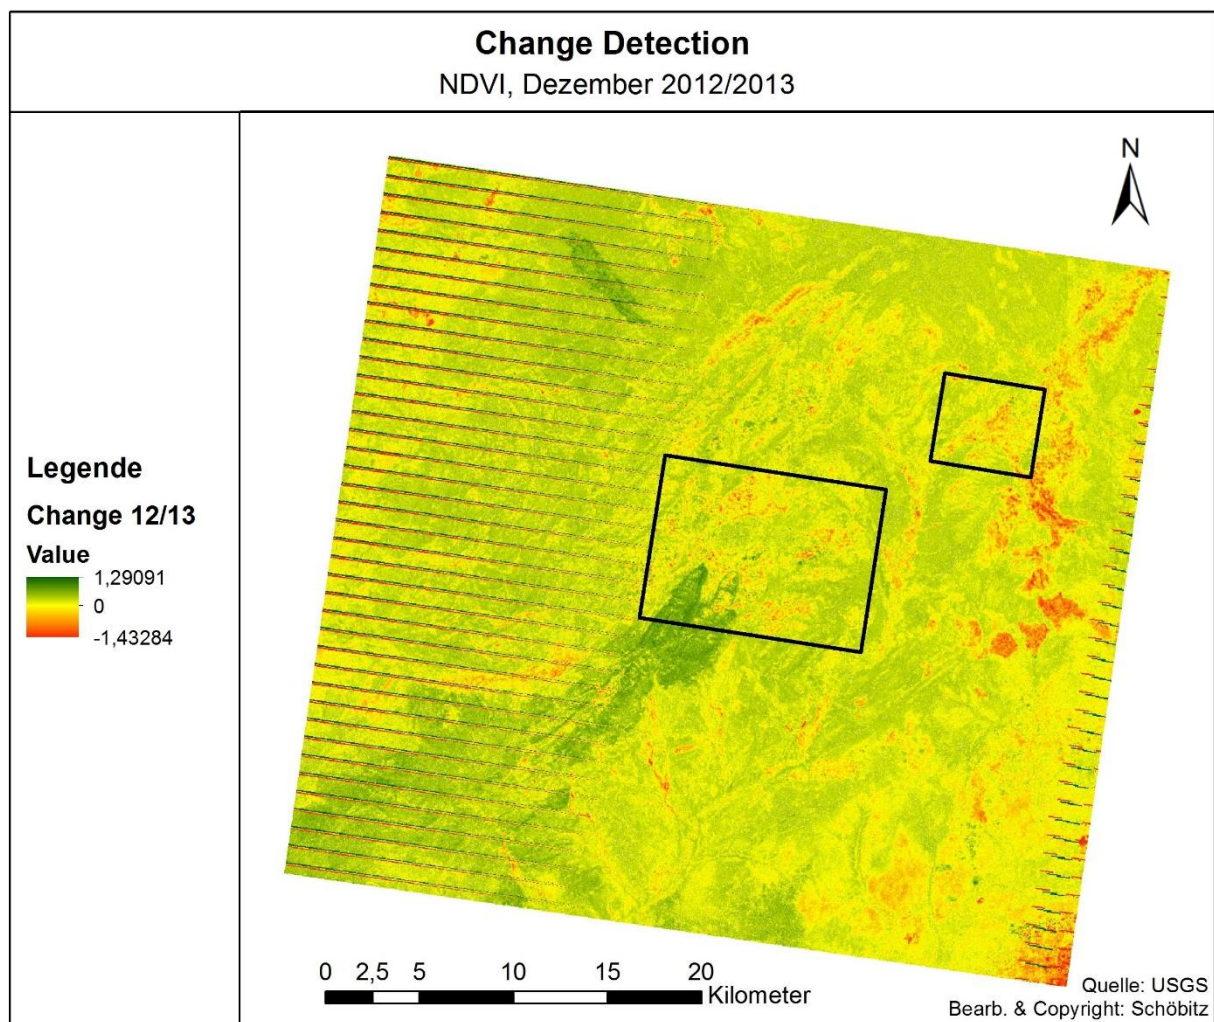 Change Detection
NDVI, Dezember 2012/2013
N
Legende
Change 12/13
Value
1,29091
0
-1,43284
0 2,5 5 10 15 20
Kilometer
Quelle: USGS
Bearb. & Copyright: Schöbitz